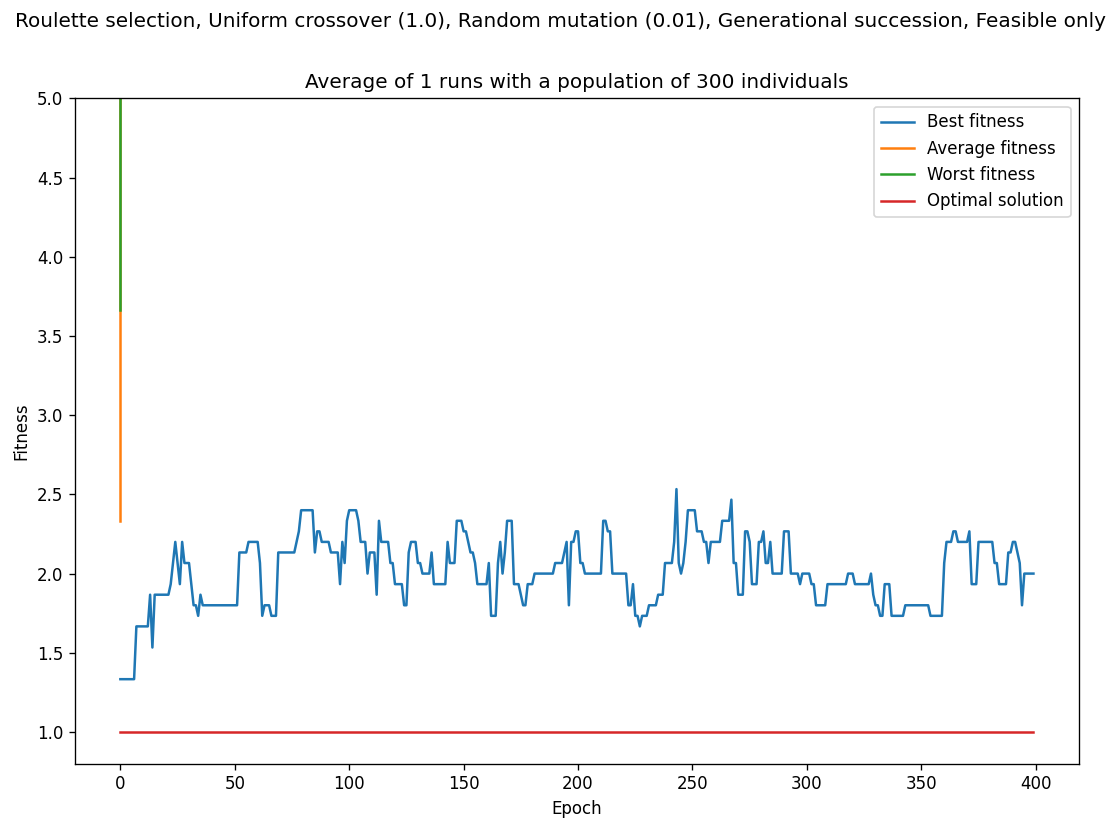 Roulette selection, Uniform crossover (1.0), Random mutation (0.01), Generational succession, Feasible only
Average of 1 runs with a population of 300 individuals
5.0
4.5
4.0
3.5
3.0
2.5
2.0
1.5
1.0
Fitness
Best fitness
Average fitness
Worst fitness
Optimal solution
0 50 100 150 200 250 300 350 400
Epoch